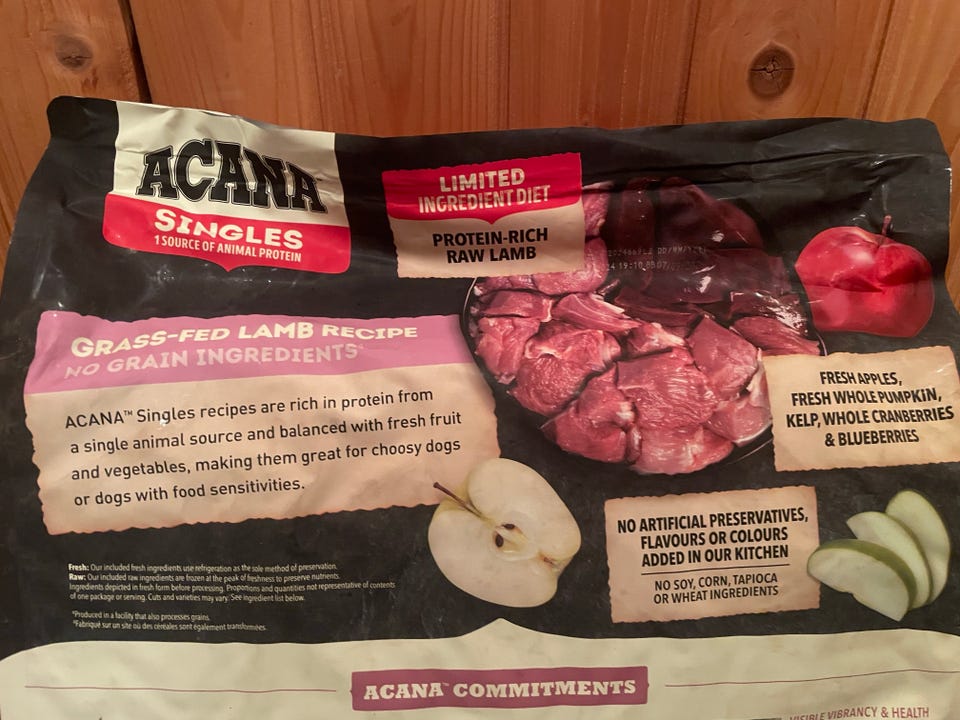 ACANA
SINGLES
1 SOURCE OF ANIMAL PROTEIN
LIMITED
INGREDIENT DIET
PROTEIN-RICH
RAW LAMB
GRASS-FED LAMB RECIPE
NO GRAIN INGREDIENTS*
ACANA™ Singles recipes are rich in protein from
a single animal source and balanced with fresh fruit
and vegetables, making them great for choosy dogs
or dogs with food sensitivities.
FRESH APPLES,
FRESH WHOLE PUMPKIN,
KELP, WHOLE CRANBERRIES
& BLUEBERRIES
NO ARTIFICIAL PRESERVATIVES,
FLAVOURS OR COLOURS
ADDED IN OUR KITCHEN
NO SOY, CORN, TAPIOCA
OR WHEAT INGREDIENTS
Fresh: Our included fresh ingredients use refrigeration as the sole method of preservation.
Raw: Our included raw ingredients are frozen at the peak of freshness to preserve nutrients.
Ingredients depicted in fresh form before processing. Proportions and quantities not representative of contents
of one package or serving. Cuts and varieties may vary. See ingredient list below.
*Produced in a facility that also processes grains.
*Fabriqué sur un site où des céréales sont également transformées.
ACANA™ COMMITMENTS
VISIBLE VIBRANCY & HEALTH